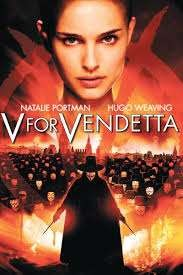 NATALIE PORTMAN HUGO WEAVING
V FOR VENDETTA